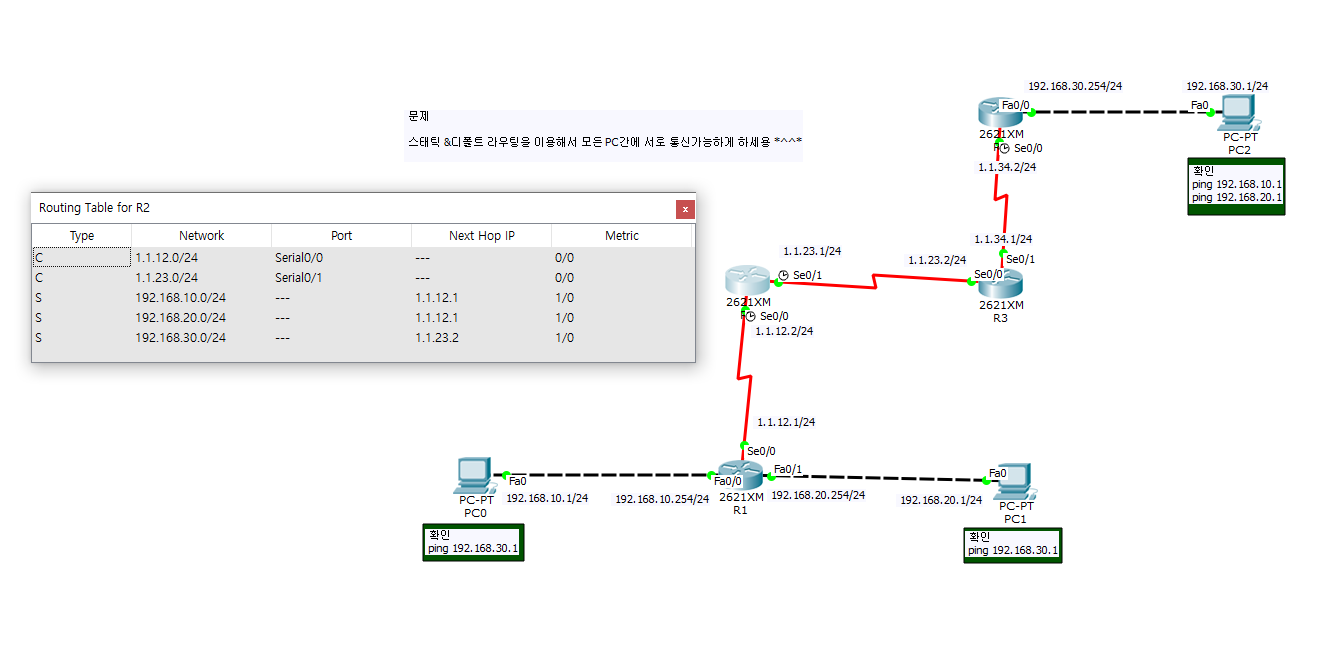 문제
스태틱 &디폴트 라우팅을 이용해서 모든 PC간에 서로 통신가능하게 하세용 *^^*
Routing Table for R2
x
Type Network Port Next Hop IP Metric
C 1.1.12.0/24 Serial0/0 --- 0/0
C 1.1.23.0/24 Serial0/1 --- 0/0
S 192.168.10.0/24 --- 1.1.12.1 1/0
S 192.168.20.0/24 --- 1.1.12.1 1/0
S 192.168.30.0/24 --- 1.1.23.2 1/0
192.168.30.254/24
192.168.30.1/24
Fa0/0
Fa0
2621XM
Se0/0
1.1.34.2/24
PC-PT
PC2
확인
ping 192.168.10.1
ping 192.168.20.1
1.1.34.1/24
Se0/1
1.1.23.1/24
1.1.23.2/24
Se0/1
Se0/0
2621XM
R3
2621XM
Se0/0
1.1.12.2/24
1.1.12.1/24
Se0/0
Fa0/1
Fa0/0
2621XM
R1
Fa0
PC-PT
PC0
192.168.10.1/24
192.168.10.254/24
192.168.20.254/24
192.168.20.1/24
Fa0
PC-PT
PC1
확인
ping 192.168.30.1
확인
ping 192.168.30.1